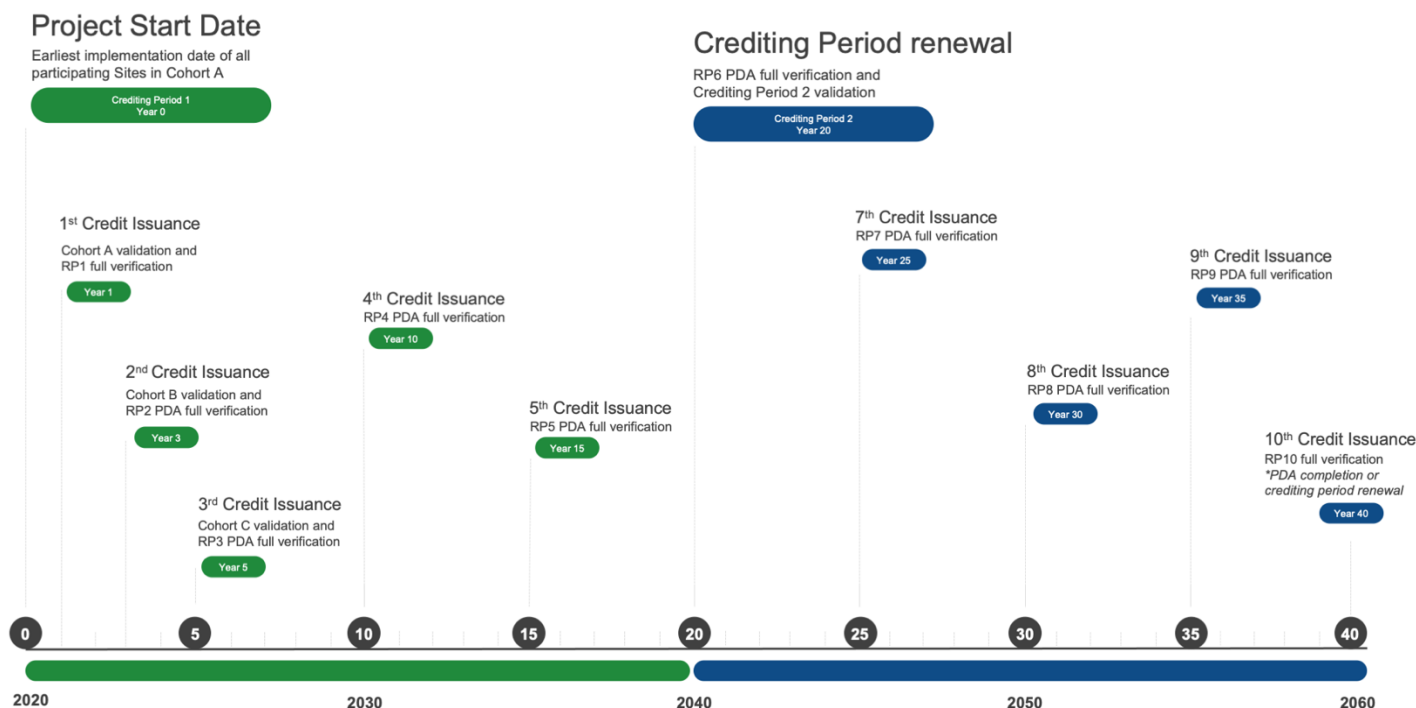 Project Start Date
Earliest implementation date of all
participating Sites in Cohort A
Crediting Period 1
Year 0
Crediting Period renewal
RP6 PDA full verification and
Crediting Period 2 validation
Crediting Period 2
Year 20
1st Credit Issuance
Cohort A validation and
RP1 full verification
Year 1
2nd Credit Issuance
Cohort B validation and
RP2 PDA full verification
Year 3
3rd Credit Issuance
Cohort C validation and
RP3 PDA full verification
Year 5
4th Credit Issuance
RP4 PDA full verification
Year 10
5th Credit Issuance
RP5 PDA full verification
Year 15
7th Credit Issuance
RP7 PDA full verification
Year 25
8th Credit Issuance
RP8 PDA full verification
Year 30
9th Credit Issuance
RP9 PDA full verification
Year 35
10th Credit Issuance
RP10 full verification
*PDA completion or
crediting period renewal
Year 40
0 5 10 15 20 25 30 35 40
2020 2030 2040 2050 2060